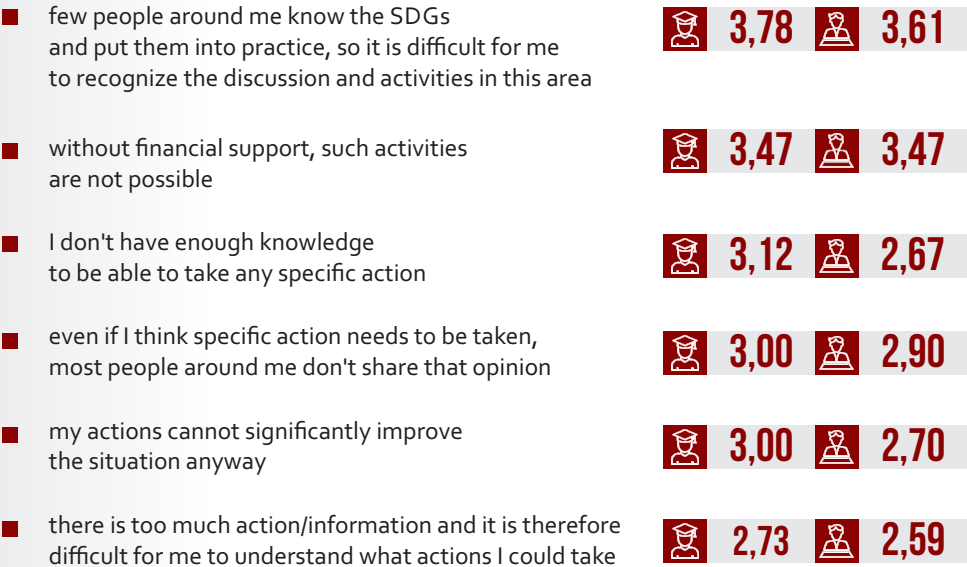 few people around me know the SDGs
and put them into practice, so it is difficult for me
to recognize the discussion and activities in this area
3,78 3,61
without financial support, such activities
are not possible
3,47 3,47
I don't have enough knowledge
to be able to take any specific action
3,12 2,67
even if I think specific action needs to be taken,
most people around me don't share that opinion
3,00 2,90
my actions cannot significantly improve
the situation anyway
3,00 2,70
there is too much action/information and it is therefore
difficult for me to understand what actions I could take
2,73 2,59